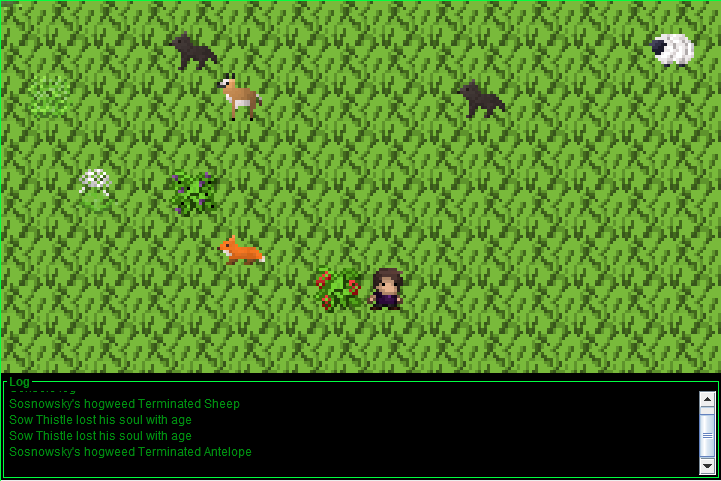 Log
Sosnowsky's hogweed Terminated Sheep
Sow Thistle lost his soul with age
Sow Thistle lost his soul with age
Sosnowsky's hogweed Terminated Antelope